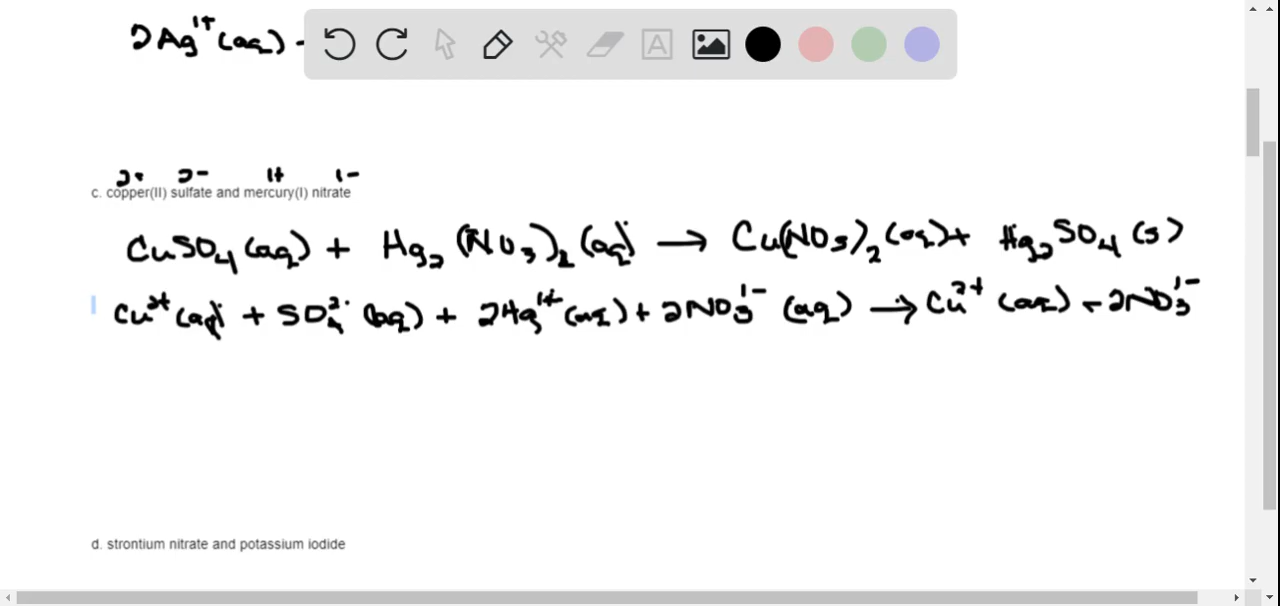 2Ag¹⁺(aq) -
A
2+ 2- 1+ 1-
c. copper(II) sulfate and mercury(I) nitrate
CuSO₄(aq) + Hg₂(NO₃)₂(aq) → Cu(NO₃)₂(aq) + Hg₂SO₄(s)
Cu²⁺(aq) + SO₄²⁻(aq) + 2Hg¹⁺(aq) + 2NO₃¹⁻(aq) → Cu²⁺(aq) + 2NO₃¹⁻
d. strontium nitrate and potassium iodide